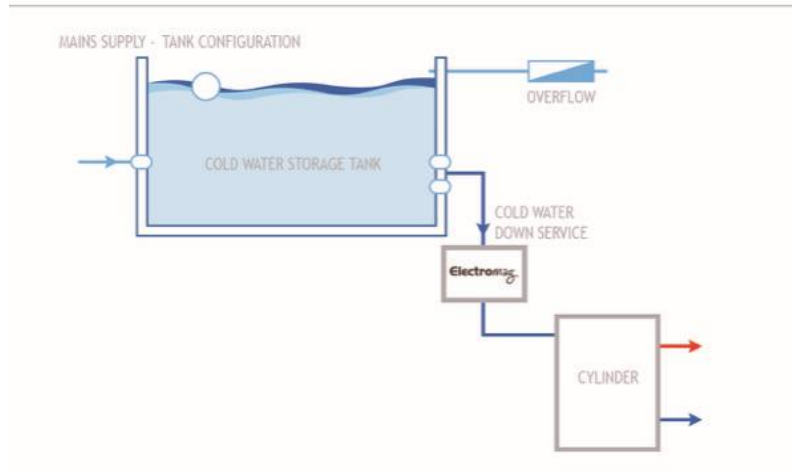 MAINS SUPPLY - TANK CONFIGURATION
OVERFLOW
COLD WATER STORAGE TANK
COLD WATER
DOWN SERVICE
Electromag
CYLINDER